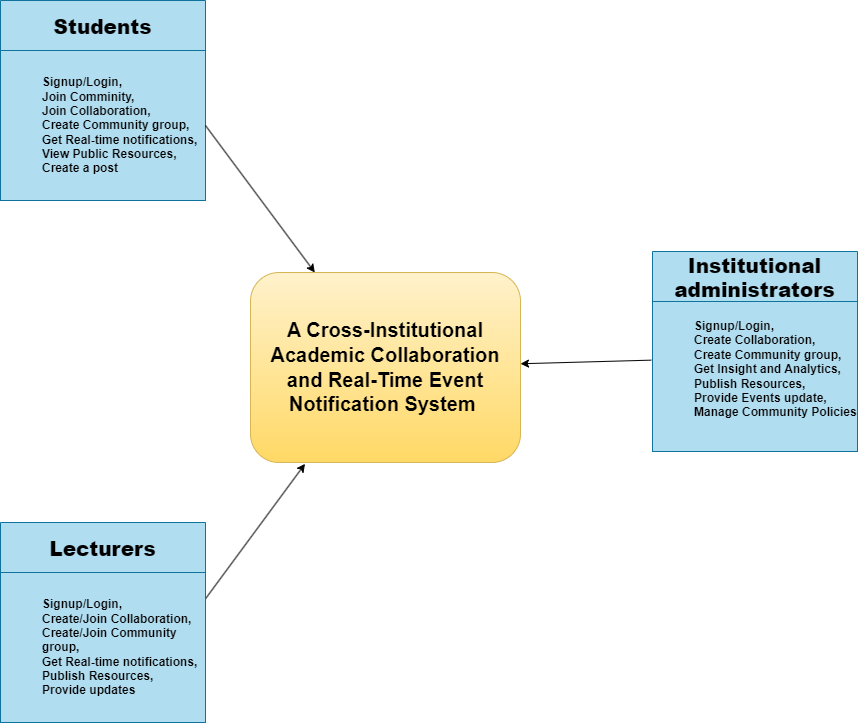 Students
Signup/Login,
Join Comminity,
Join Collaboration,
Create Community group,
Get Real-time notifications,
View Public Resources,
Create a post
Institutional
administrators
Signup/Login,
Create Collaboration,
Create Community group,
Get Insight and Analytics,
Publish Resources,
Provide Events update,
Manage Community Policies
A Cross-Institutional
Academic Collaboration
and Real-Time Event
Notification System
Lecturers
Signup/Login,
Create/Join Collaboration,
Create/Join Community
group,
Get Real-time notifications,
Publish Resources,
Provide updates